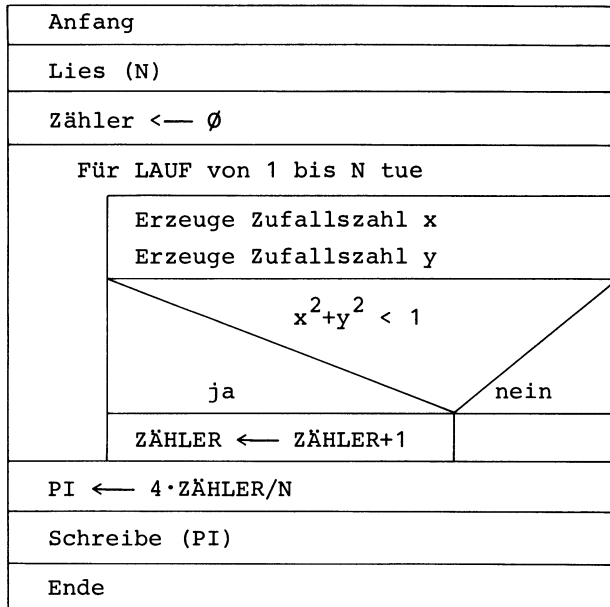 Anfang
Lies (N)
Zähler <— Ø
Für LAUF von 1 bis N tue
Erzeuge Zufallszahl x
Erzeuge Zufallszahl y
x²+y² < 1
ja
nein
ZÄHLER <— ZÄHLER+1
PI <— 4·ZÄHLER/N
Schreibe (PI)
Ende